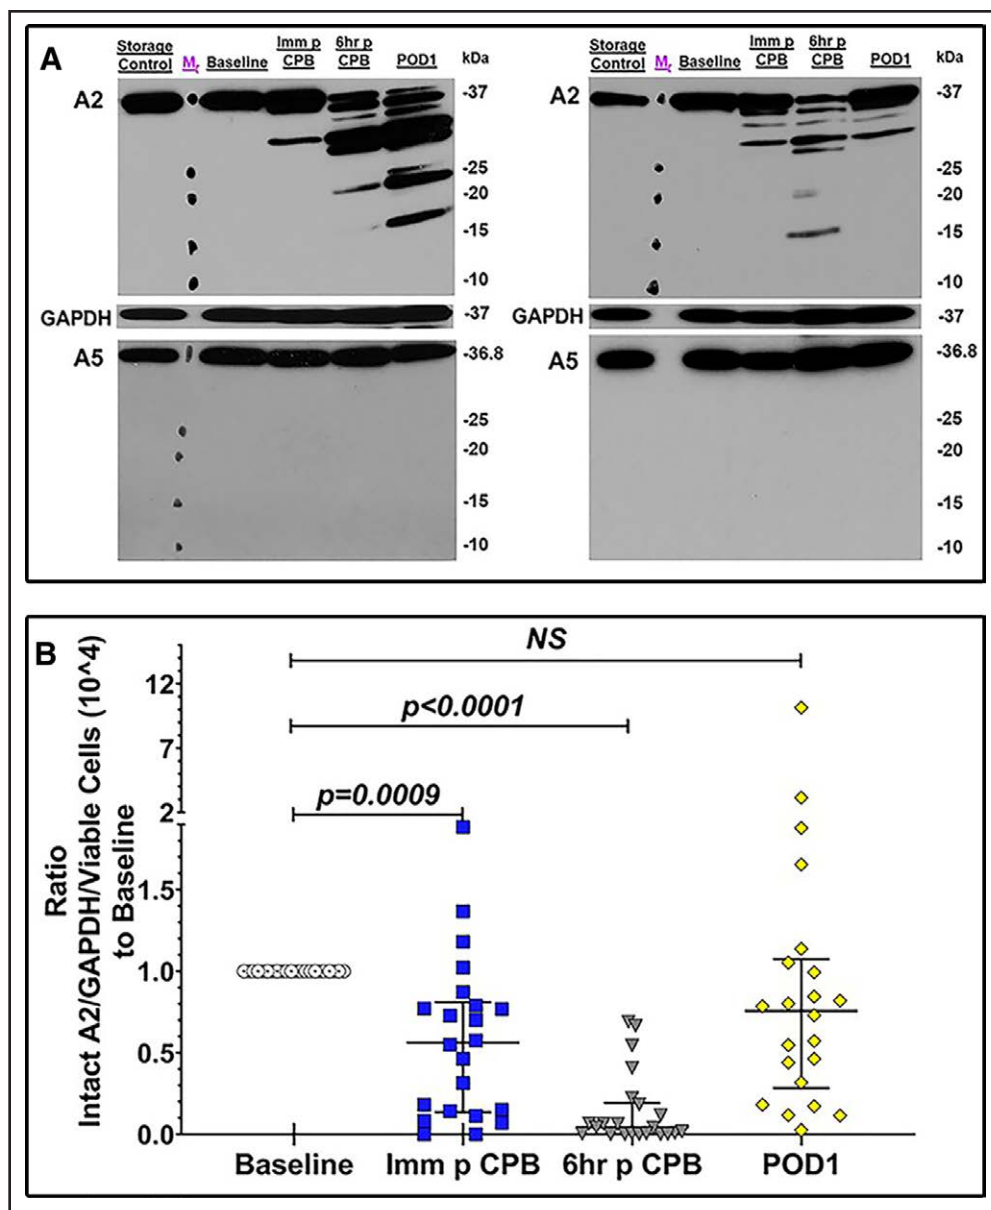 A
Storage Control
Mr
Baseline
Imm p CPB
6hr p CPB
POD1
kDa
A2
-37
-25
-20
-15
-10
GAPDH
-37
A5
-36.8
-25
-20
-15
-10
Storage Control
Mr
Baseline
Imm p CPB
6hr p CPB
POD1
kDa
A2
-37
-25
-20
-15
-10
GAPDH
-37
A5
-36.8
-25
-20
-15
-10
B
Ratio
Intact A2/GAPDH/Viable Cells (10^4)
to Baseline
12
7
2
1.5
1.0
0.5
0.0
NS
p<0.0001
p=0.0009
Baseline
Imm p CPB
6hr p CPB
POD1